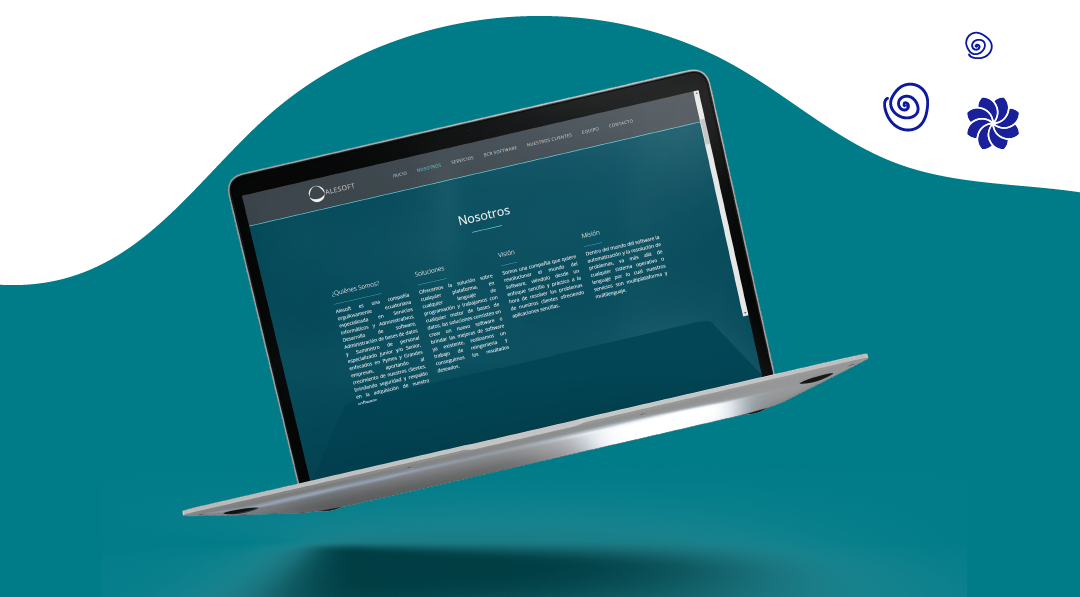 ALESOFT
INICIO
NOSOTROS
SERVICIOS
BCR SOFTWARE
NUESTROS CLIENTES
EQUIPO
CONTACTO
Nosotros
¿Quiénes Somos?
Alesoft es una compañía
orgullosamente ecuatoriana
especializada en Servicios
Informáticos y Administrativos,
Desarrollo de software,
Administración de bases de datos
y Suministro de personal
especializado Junior y/o Senior,
enfocados en Pymes y Grandes
empresas, aportando al
crecimiento de nuestros clientes,
brindando seguridad y respaldo
en la adquisición de nuestro
software
Soluciones
Ofrecemos la solución sobre
cualquier plataforma, en
cualquier lenguaje de
programación y trabajamos con
cualquier motor de bases de
datos, las soluciones consisten en
crear un nuevo software o
brindar las mejoras de software
ya existente, realizamos un
trabajo de reingeniería y
conseguimos los resultados
deseados.
Visión
Somos una compañía que quiere
revolucionar el mundo del
Software, viéndolo desde un
enfoque sencillo y práctico a la
hora de resolver los problemas
de nuestros clientes ofreciendo
aplicaciones sencillas.
Misión
Dentro del mundo del software la
automatización y la resolución de
problemas, va más allá de
cualquier sistema operativo o
lenguaje por lo cual nuestros
servicios son multiplataforma y
multilenguaje.